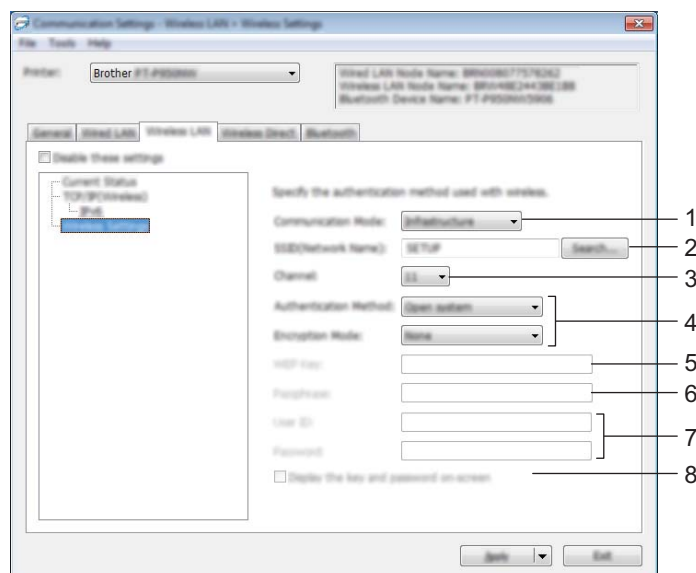 Communication Settings - Wireless LAN > Wireless Settings
File Tools Help
Printer:
Brother PT-P950NW
Wired LAN Node Name:
Wireless LAN Node Name:
Bluetooth Device Name:
General Wired LAN Wireless LAN Wireless Direct Bluetooth
Disable these settings
Current Status
TCP/IP(Wireless)
IPv6
Wireless Settings
Specify the authentication method used with wireless.
Communication Mode: Infrastructure 1
SSID(Network Name): SETUP Search... 2
Channel: 11 3
Authentication Method: Open system
4
Encryption Mode: None
WEP Key: 5
Passphrase: 6
User ID:
7
Password:
Display the key and password on-screen 8
Apply Exit